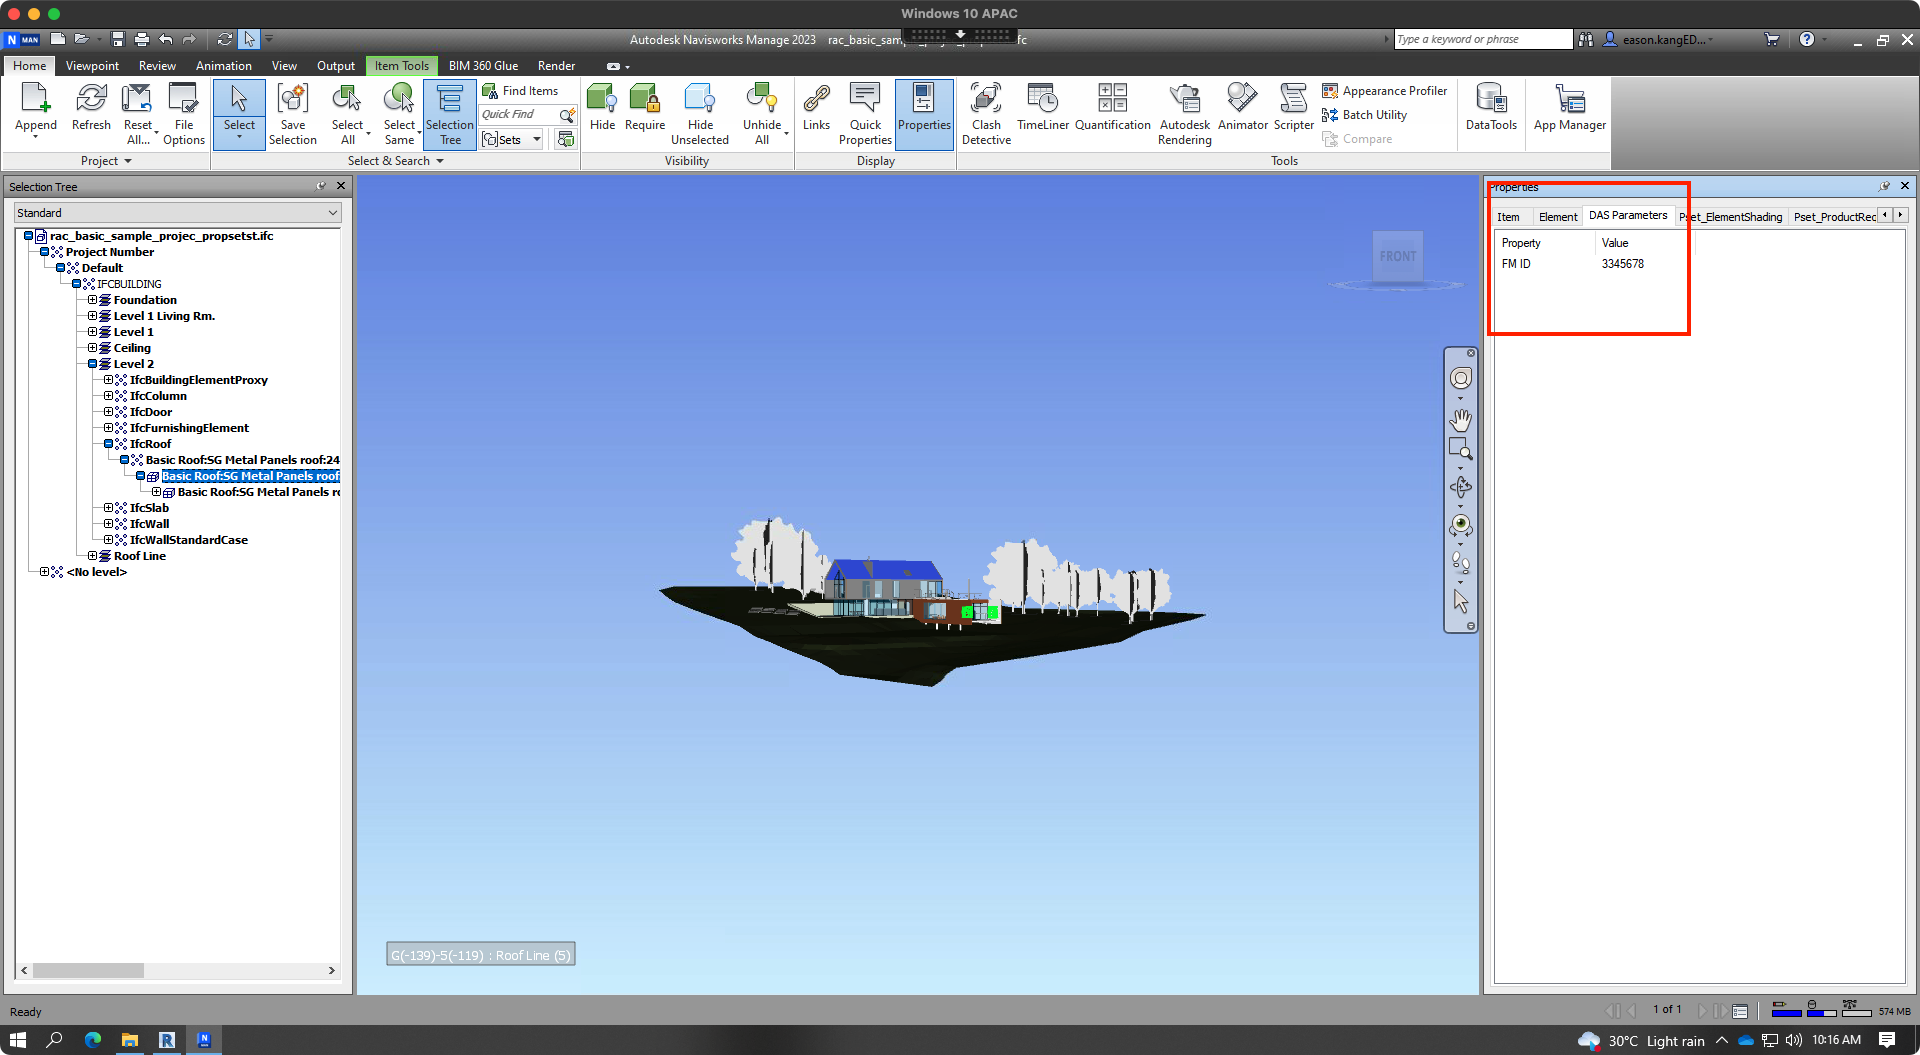 Windows 10 APAC
N MAN
Autodesk Navisworks Manage 2023
rac_basic_sam
Type a keyword or phrase
eason.kangED...
Home
Viewpoint
Review
Animation
View
Output
Item Tools
BIM 360 Glue
Render
Append
Refresh
Reset All...
File Options
Project
Select
Save Selection
Select All
Select Same
Selection Tree
Find Items
Quick Find
Sets
Select & Search
Hide
Require
Hide Unselected
Unhide All
Visibility
Links
Quick Properties
Properties
Display
Clash Detective
TimeLiner
Quantification
Autodesk Rendering
Animator
Scripter
Appearance Profiler
Batch Utility
Compare
Tools
DataTools
App Manager
Selection Tree
Standard
rac_basic_sample_projec_propsetst.ifc
Project Number
Default
IFCBUILDING
Foundation
Level 1 Living Rm.
Level 1
Ceiling
Level 2
IfcBuildingElementProxy
IfcColumn
IfcDoor
IfcFurnishingElement
IfcRoof
Basic Roof:SG Metal Panels roof:24
Basic Roof:SG Metal Panels roof
Basic Roof:SG Metal Panels ro
IfcSlab
IfcWall
IfcWallStandardCase
Roof Line
<No level>
FRONT
G(-139)-5(-119) : Roof Line (5)
Properties
Item
Element
DAS Parameters
Pset_ElementShading
Pset_ProductRec
Property
Value
FM ID
3345678
Ready
1 of 1
574 MB
R
N
30°C
Light rain
10:16 AM